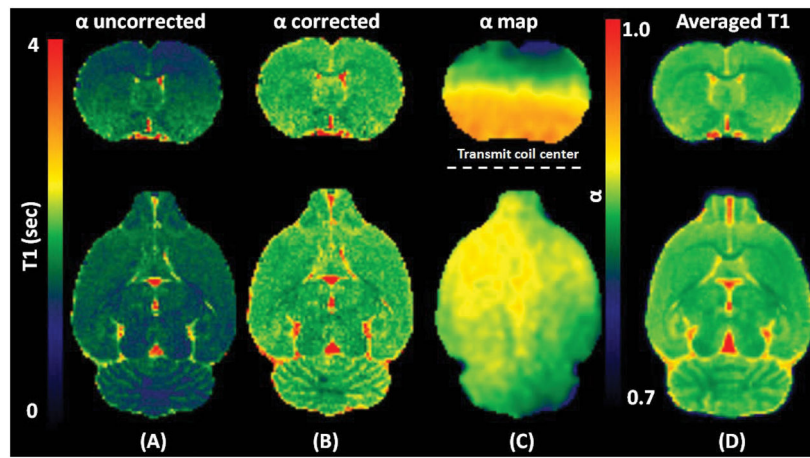 α uncorrected
α corrected
α map
Averaged T1
4
T1 (sec)
0
1.0
α
0.7
Transmit coil center
(A)
(B)
(C)
(D)